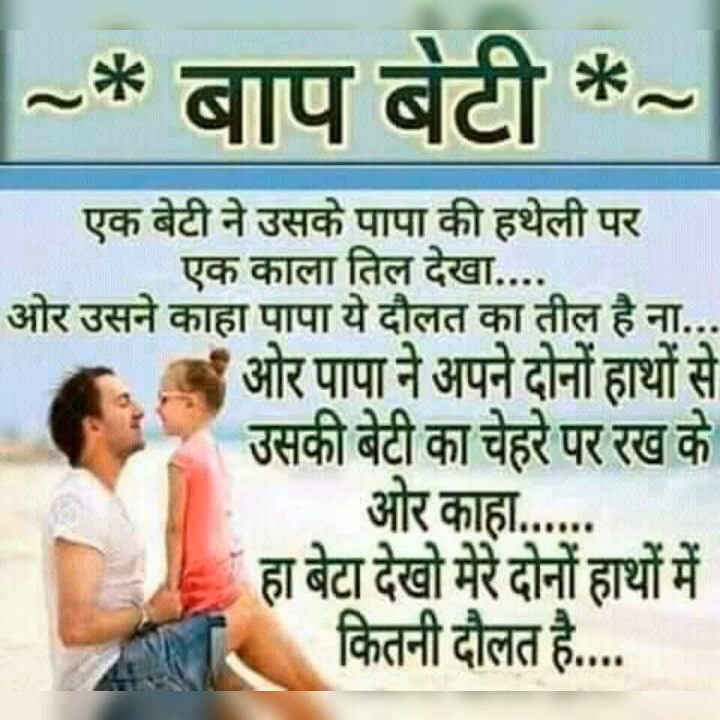 ~* बाप बेटी *~
एक बेटी ने उसके पापा की हथेली पर
एक काला तिल देखा....
ओर उसने काहा पापा ये दौलत का तील है ना...
ओर पापा ने अपने दोनों हाथों से
उसकी बेटी का चेहरे पर रख के
ओर काहा......
हा बेटा देखो मेरे दोनों हाथों में
कितनी दौलत है....